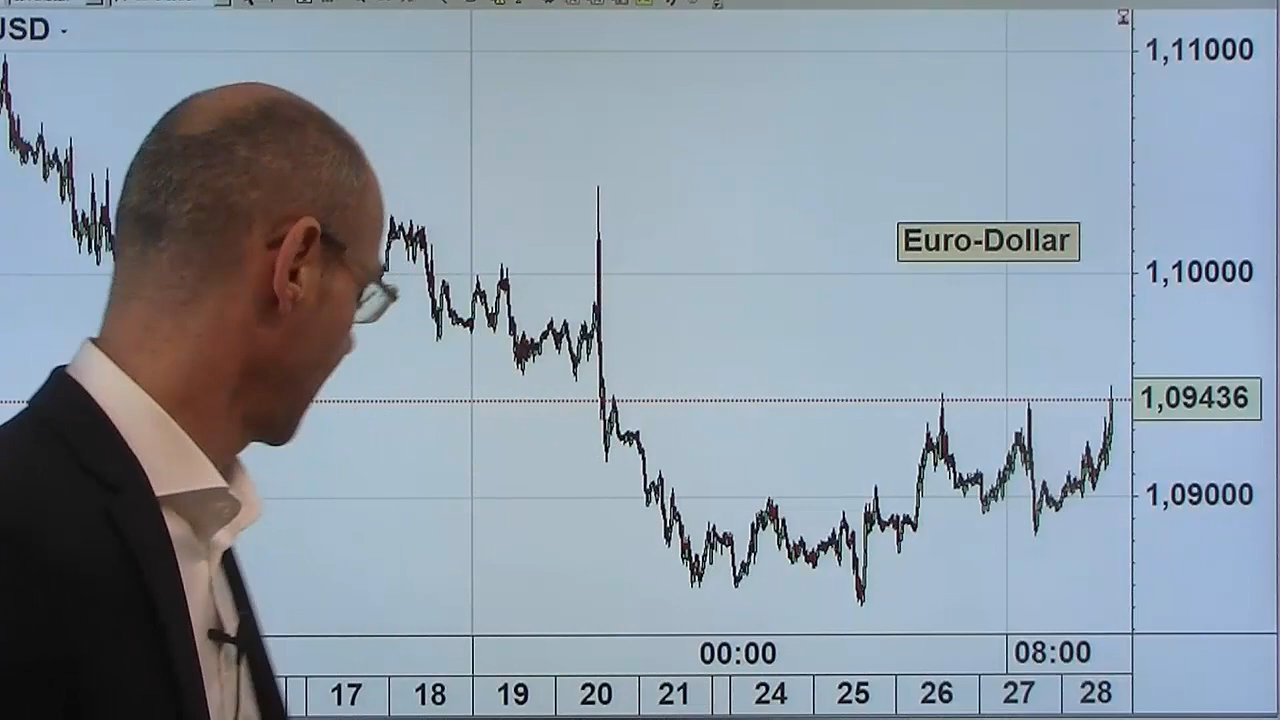 USD -
1,11000
Euro-Dollar
1,10000
1,09436
1,09000
00:00 08:00
17 18 19 20 21 24 25 26 27 28